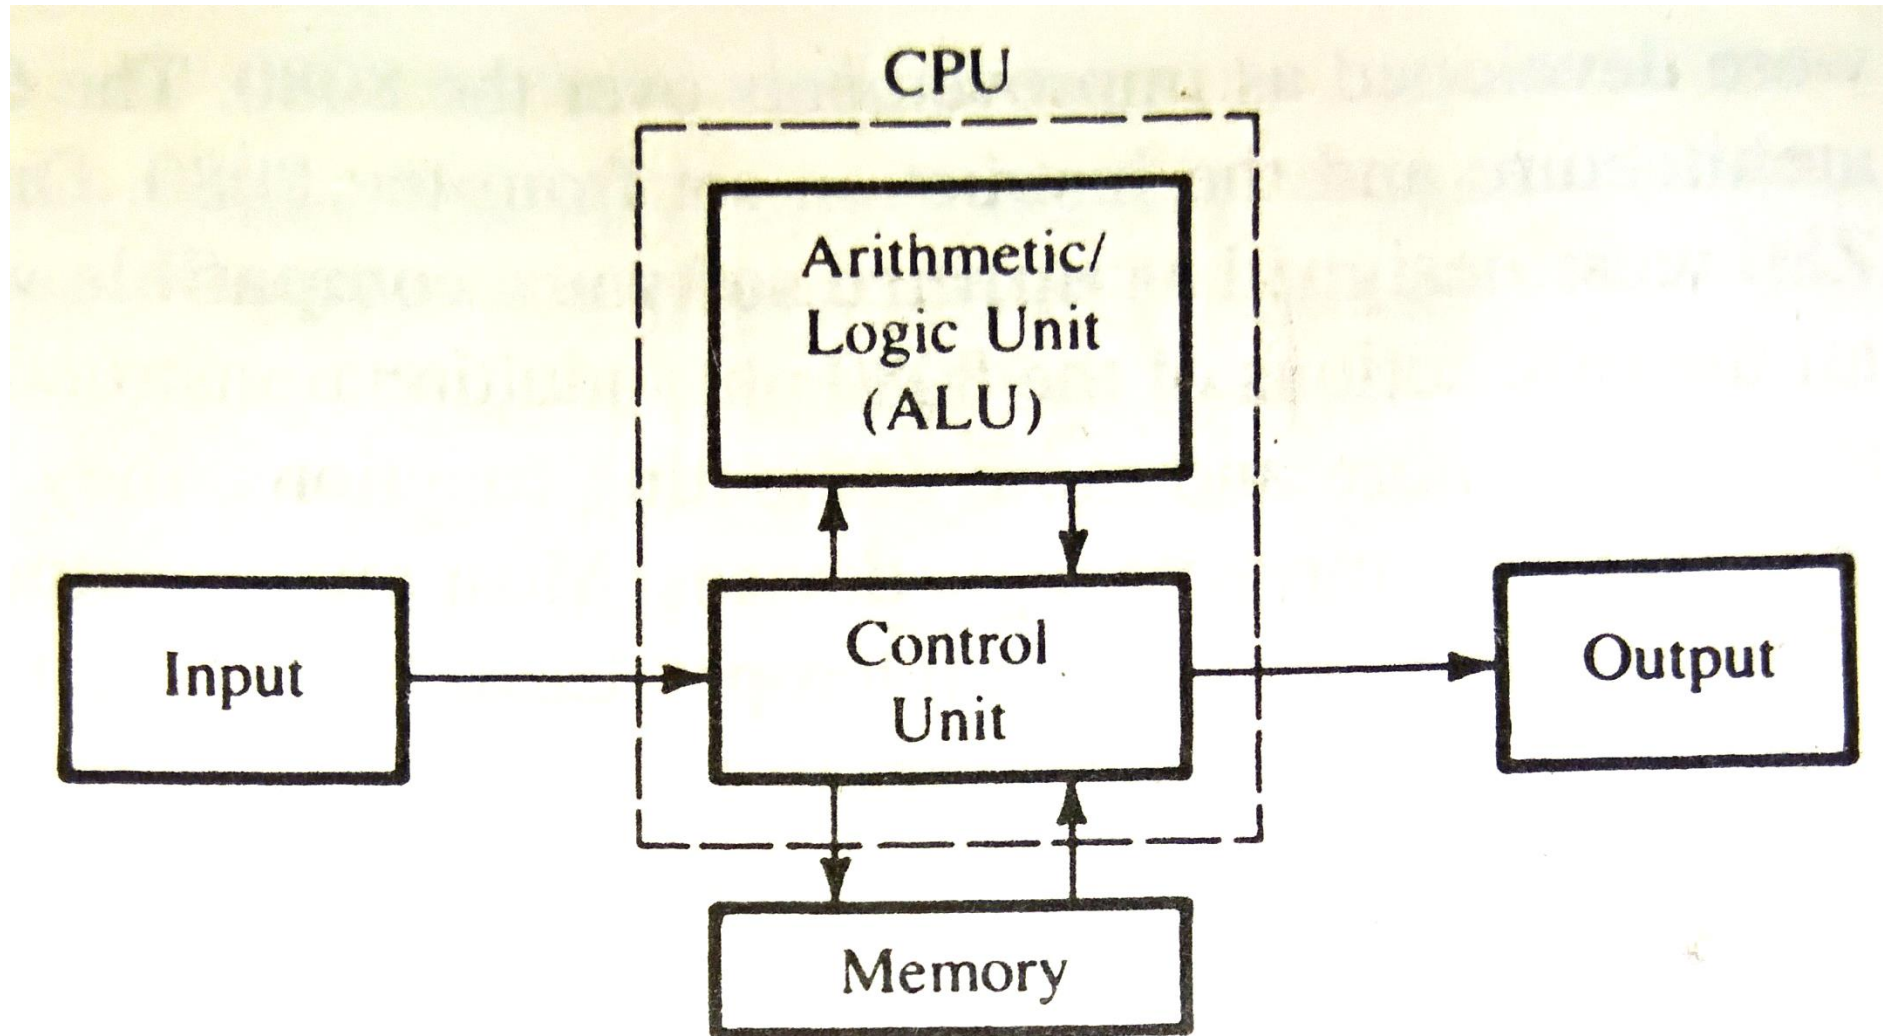 CPU
Arithmetic/
Logic Unit
(ALU)
Input
Control
Unit
Output
Memory